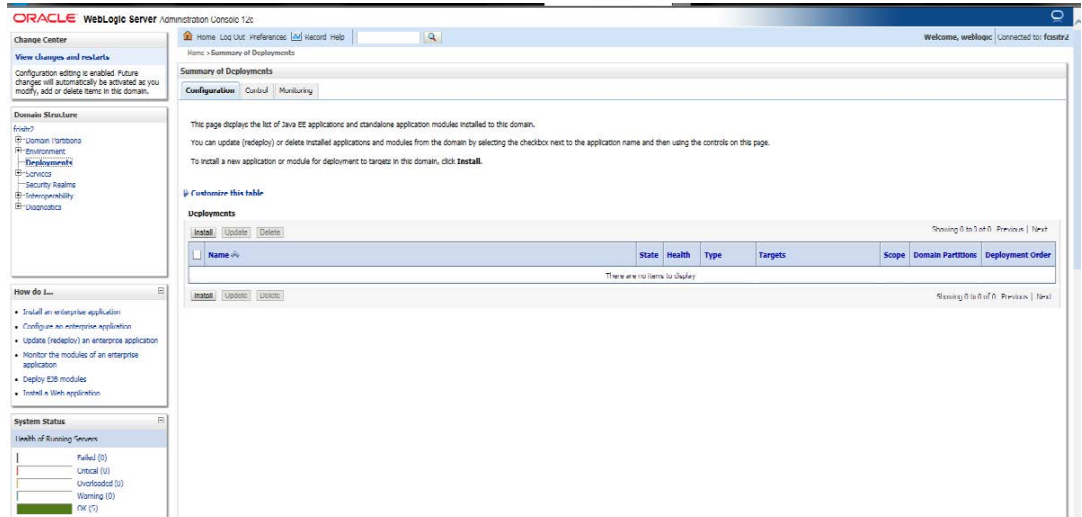 ORACLE WebLogic Server Administration Console 12c
Change Center
View changes and restarts
Configuration editing is enabled. Future
changes will automatically be activated as you
modify, add or delete items in this domain.
Domain Structure
Domain Partitions
Environment
Deployments
Services
Security Realms
Interoperability
Diagnostics
How do I...
Install an enterprise application
Configure an enterprise application
Update (redeploy) an enterprise application
Monitor the modules of an enterprise
application
Deploy EJB modules
Install a Web application
System Status
Health of Running Servers
Failed (0)
Critical (0)
Overloaded (0)
Warning (0)
OK (5)
Home Log Out Preferences Record Help
Welcome, weblogic Connected to:
Home >Summary of Deployments
Summary of Deployments
Configuration Control Monitoring
This page displays the list of Java EE applications and standalone application modules installed to this domain.
You can update (redeploy) or delete installed applications and modules from the domain by selecting the checkbox next to the application name and then using the controls on this page.
To install a new application or module for deployment to targets in this domain, click Install.
Customize this table
Deployments
Install Update Delete
Showing 0 to 0 of 0 Previous | Next
Name State Health Type Targets Scope Domain Partitions Deployment Order
There are no items to display
Install Update Delete
Showing 0 to 0 of 0 Previous | Next